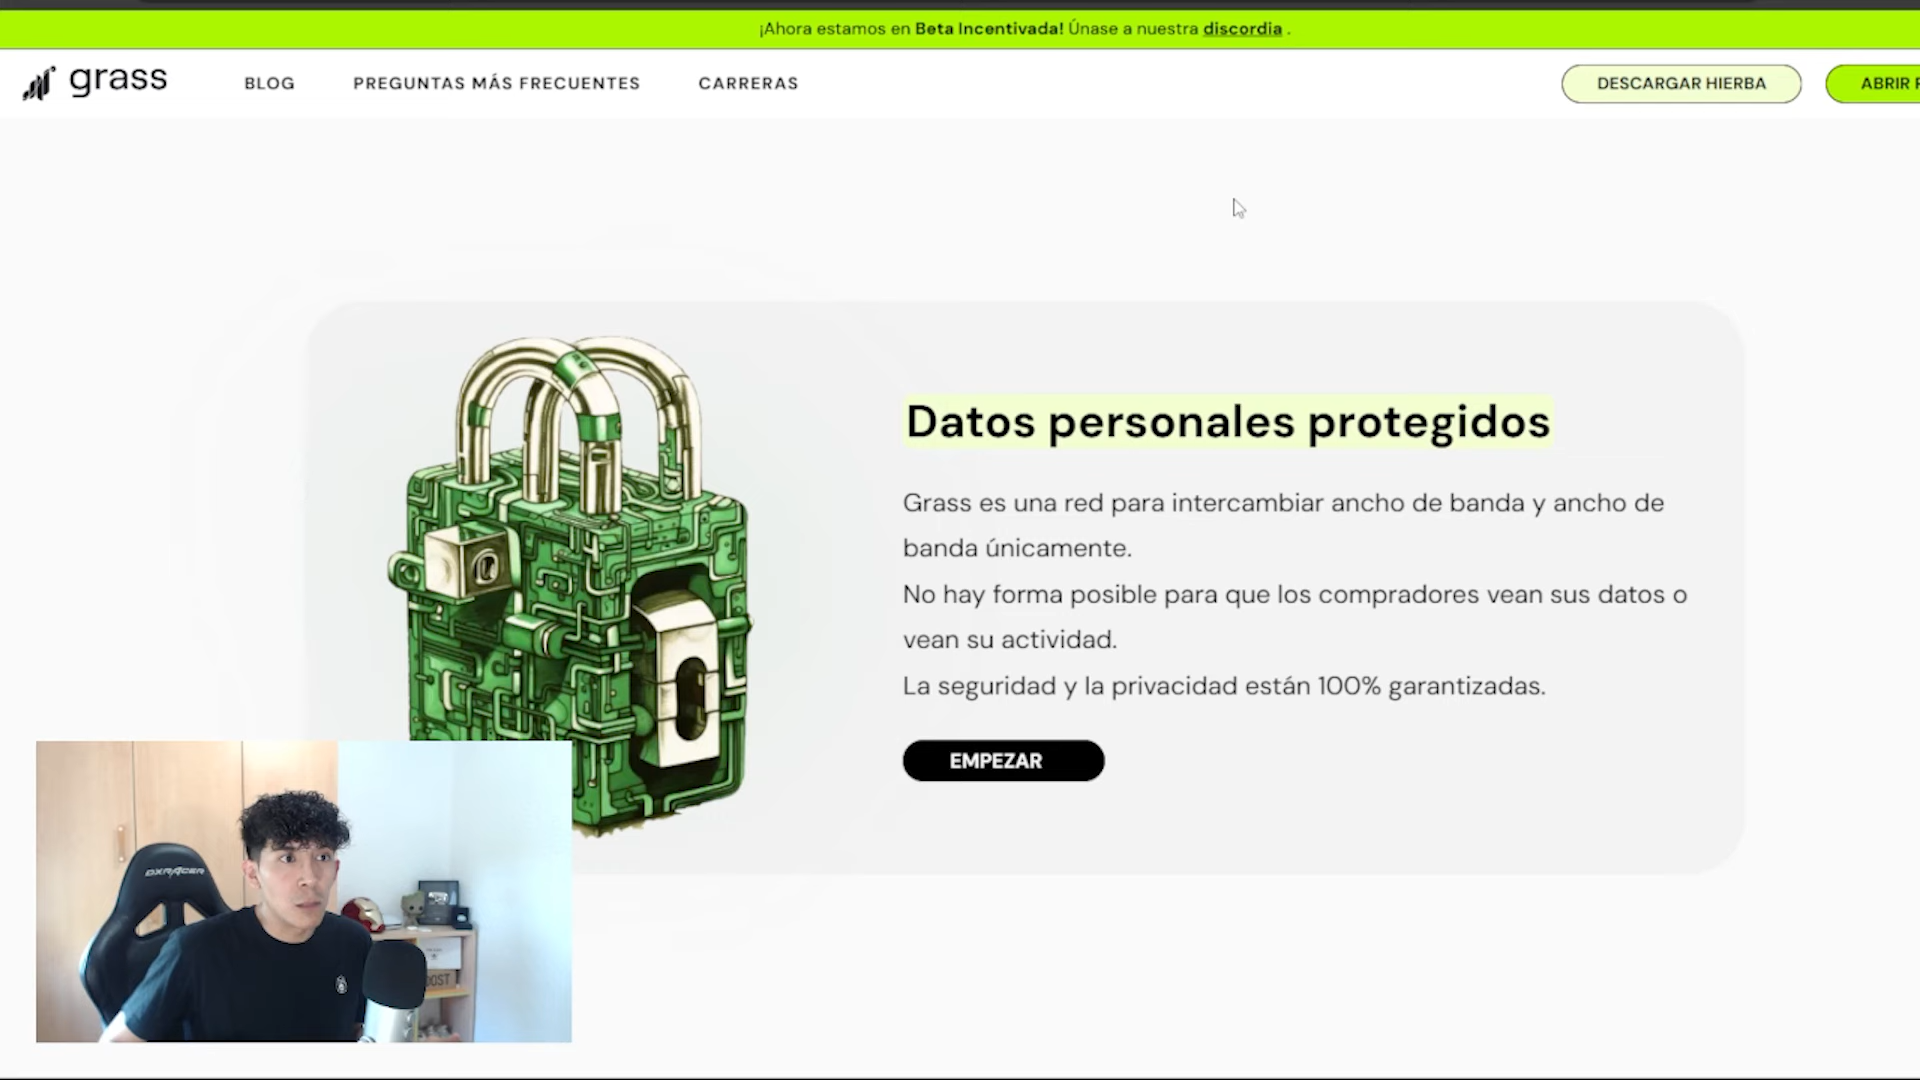 ¡Ahora estamos en Beta Incentivada! Únase a nuestra discordia .
grass
BLOG
PREGUNTAS MÁS FRECUENTES
CARRERAS
DESCARGAR HIERBA
ABRIR
Datos personales protegidos
Grass es una red para intercambiar ancho de banda y ancho de
banda únicamente.
No hay forma posible para que los compradores vean sus datos o
vean su actividad.
La seguridad y la privacidad están 100% garantizadas.
EMPEZAR
DXRACER